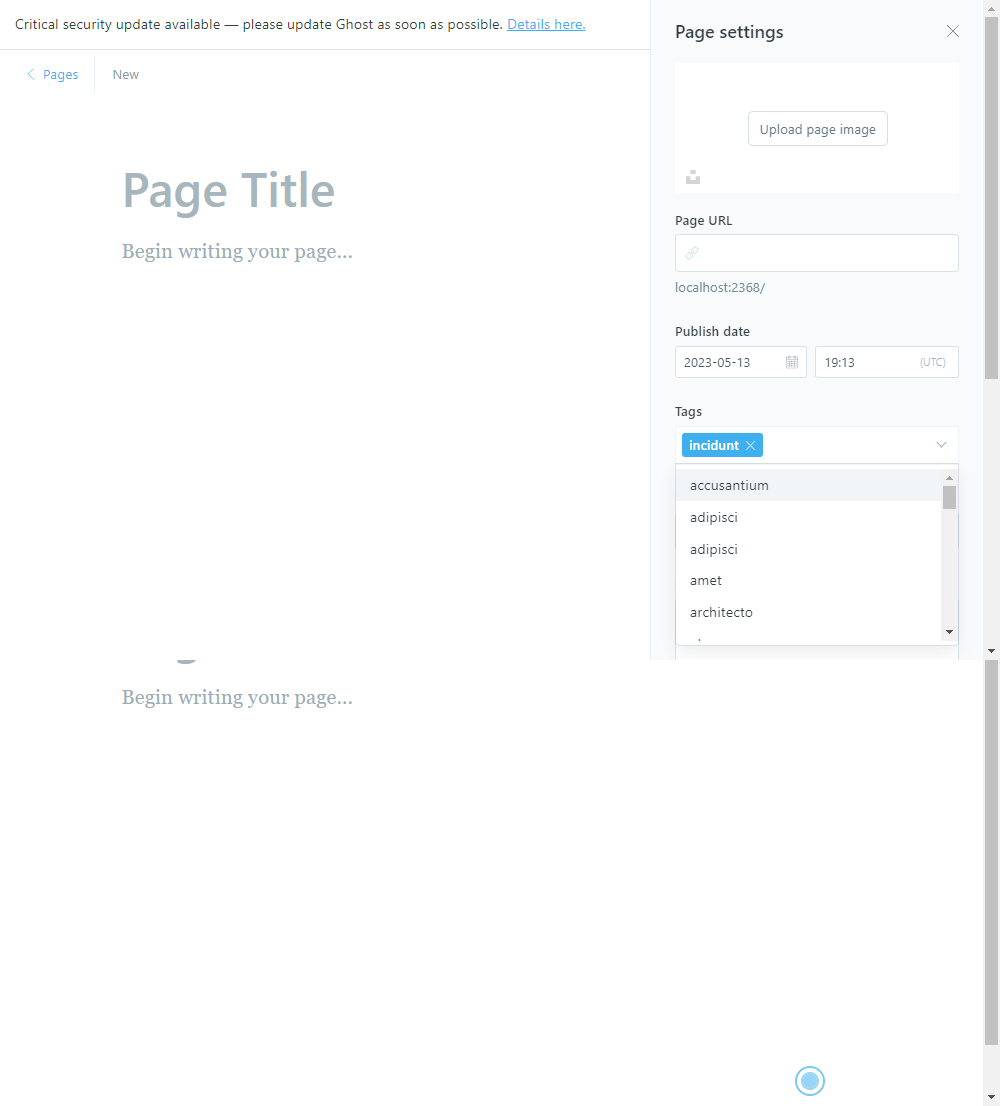 Critical security update available — please update Ghost as soon as possible. Details here.
Pages
New
Page Title
Begin writing your page...
Page settings
Upload page image
Page URL
localhost:2368/
Publish date
2023-05-13
19:13
(UTC)
Tags
incidunt
accusantium
adipisci
adipisci
amet
architecto
Begin writing your page...